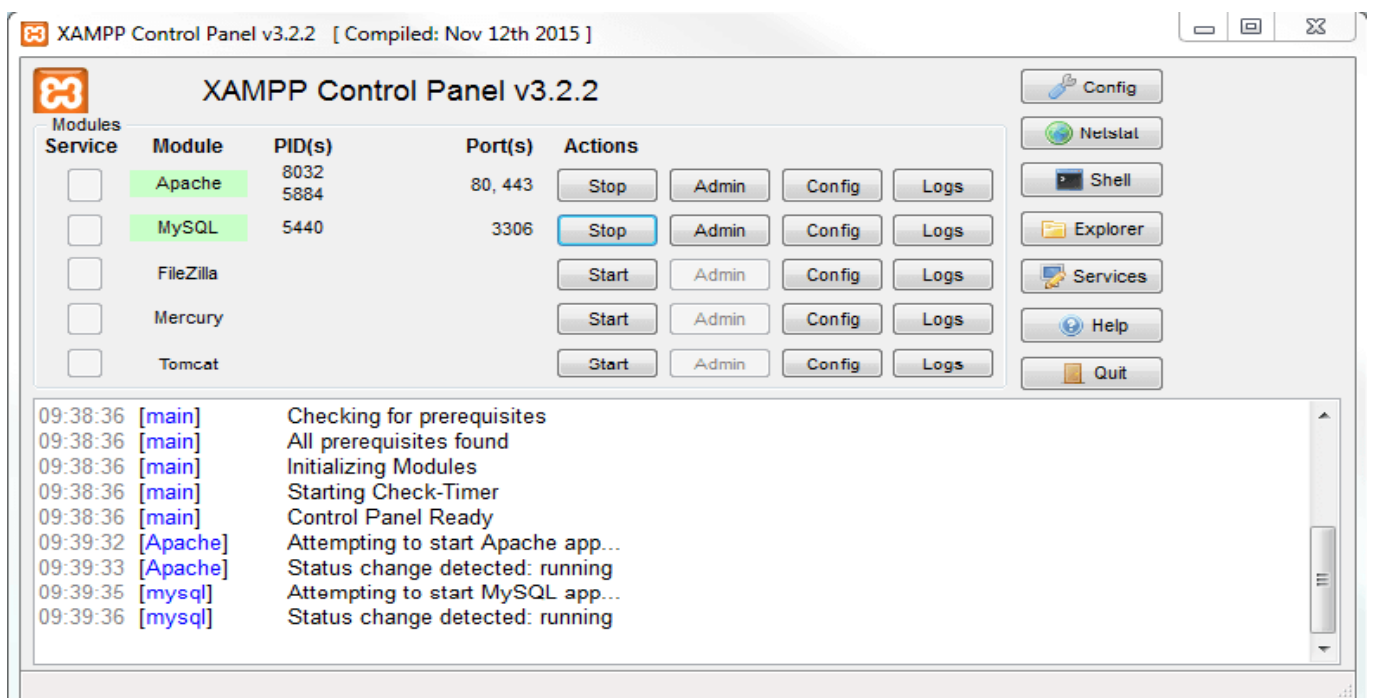 XAMPP Control Panel v3.2.2 [ Compiled: Nov 12th 2015 ]
XAMPP Control Panel v3.2.2
Config
Modules
Netstat
Service Module PID(s) Port(s) Actions
Apache 8032 5884 80, 443 Stop Admin Config Logs
Shell
MySQL 5440 3306 Stop Admin Config Logs
Explorer
FileZilla Start Admin Config Logs
Services
Mercury Start Admin Config Logs
Help
Tomcat Start Admin Config Logs
Quit
09:38:36 [main] Checking for prerequisites
09:38:36 [main] All prerequisites found
09:38:36 [main] Initializing Modules
09:38:36 [main] Starting Check-Timer
09:38:36 [main] Control Panel Ready
09:39:32 [Apache] Attempting to start Apache app...
09:39:33 [Apache] Status change detected: running
09:39:35 [mysql] Attempting to start MySQL app...
09:39:36 [mysql] Status change detected: running